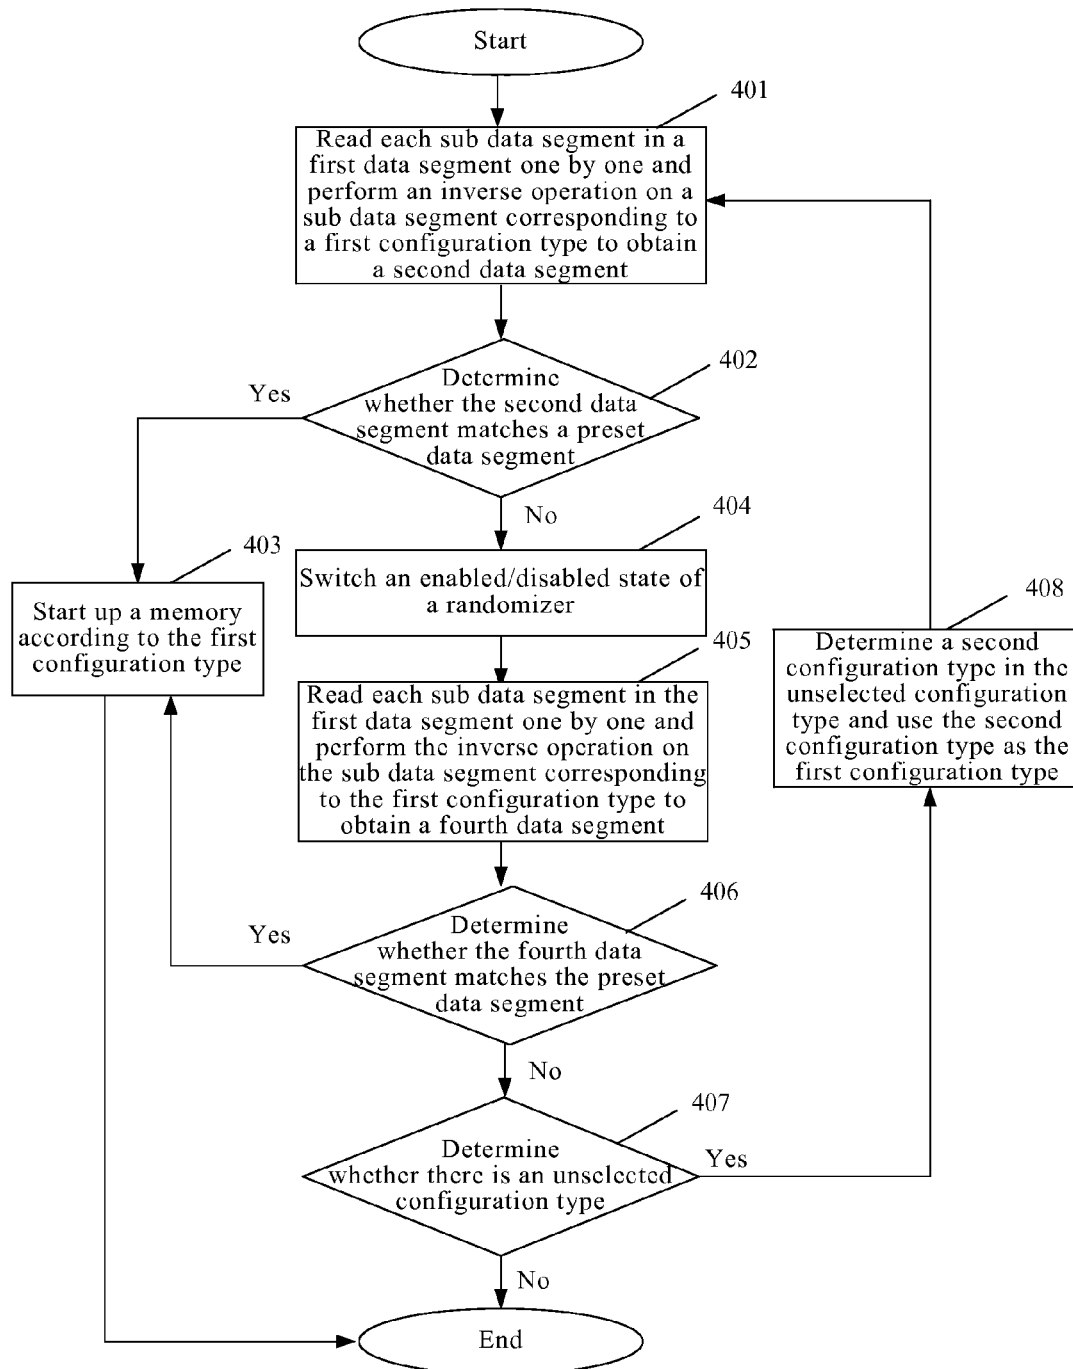 Start
401
Read each sub data segment in a
first data segment one by one and
perform an inverse operation on a
sub data segment corresponding to
a first configuration type to obtain
a second data segment
402
Yes
Determine
whether the second data
segment matches a preset
data segment
No
404
403
Switch an enabled/disabled state of
a randomizer
408
Start up a memory
according to the first
configuration type
405
Determine a second
configuration type in the
unselected configuration
type and use the second
configuration type as the
first configuration type
Read each sub data segment in the
first data segment one by one and
perform the inverse operation on
the sub data segment corresponding
to the first configuration type to
obtain a fourth data segment
406
Yes
Determine
whether the fourth data
segment matches the preset
data segment
No
407
Determine
whether there is an unselected
configuration type
Yes
No
End